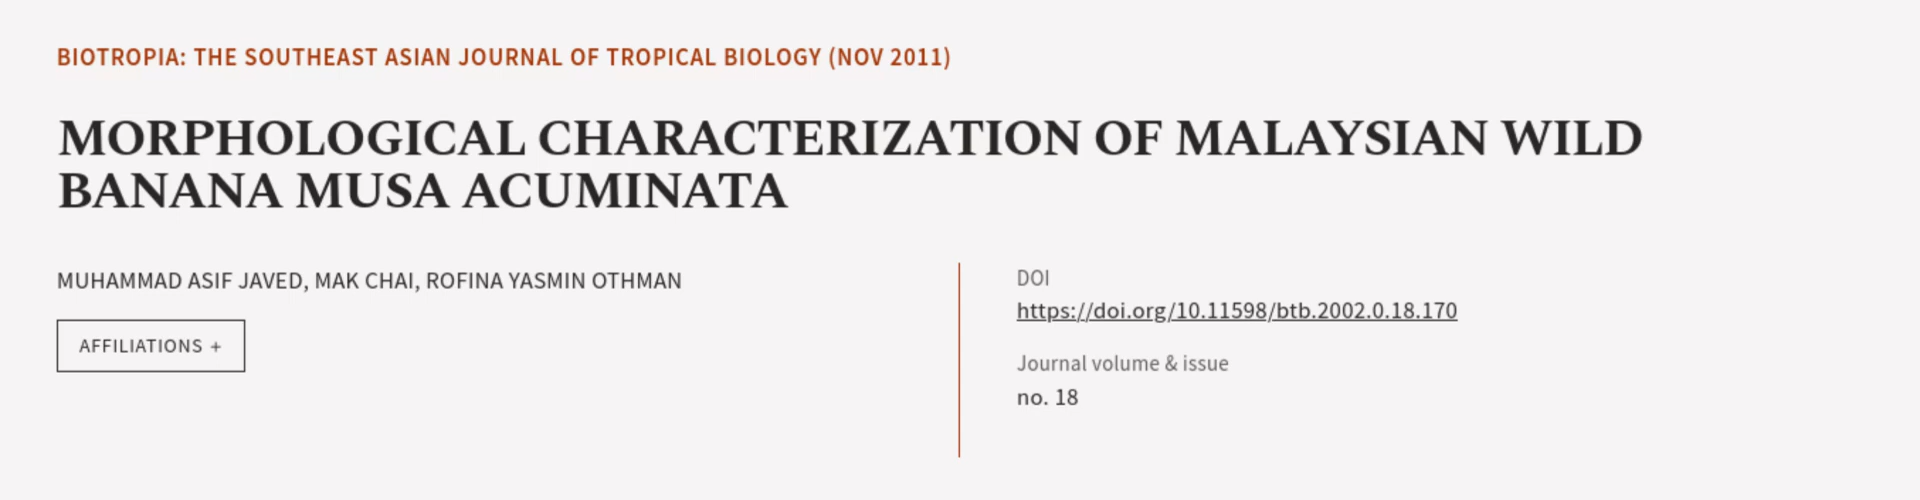 BIOTROPIA: THE SOUTHEAST ASIAN JOURNAL OF TROPICAL BIOLOGY (NOV 2011)
MORPHOLOGICAL CHARACTERIZATION OF MALAYSIAN WILD
BANANA MUSA ACUMINATA
MUHAMMAD ASIF JAVED, MAK CHAI, ROFINA YASMIN OTHMAN
AFFILIATIONS +
DOI
https://doi.org/10.11598/btb.2002.0.18.170
Journal volume & issue
no. 18